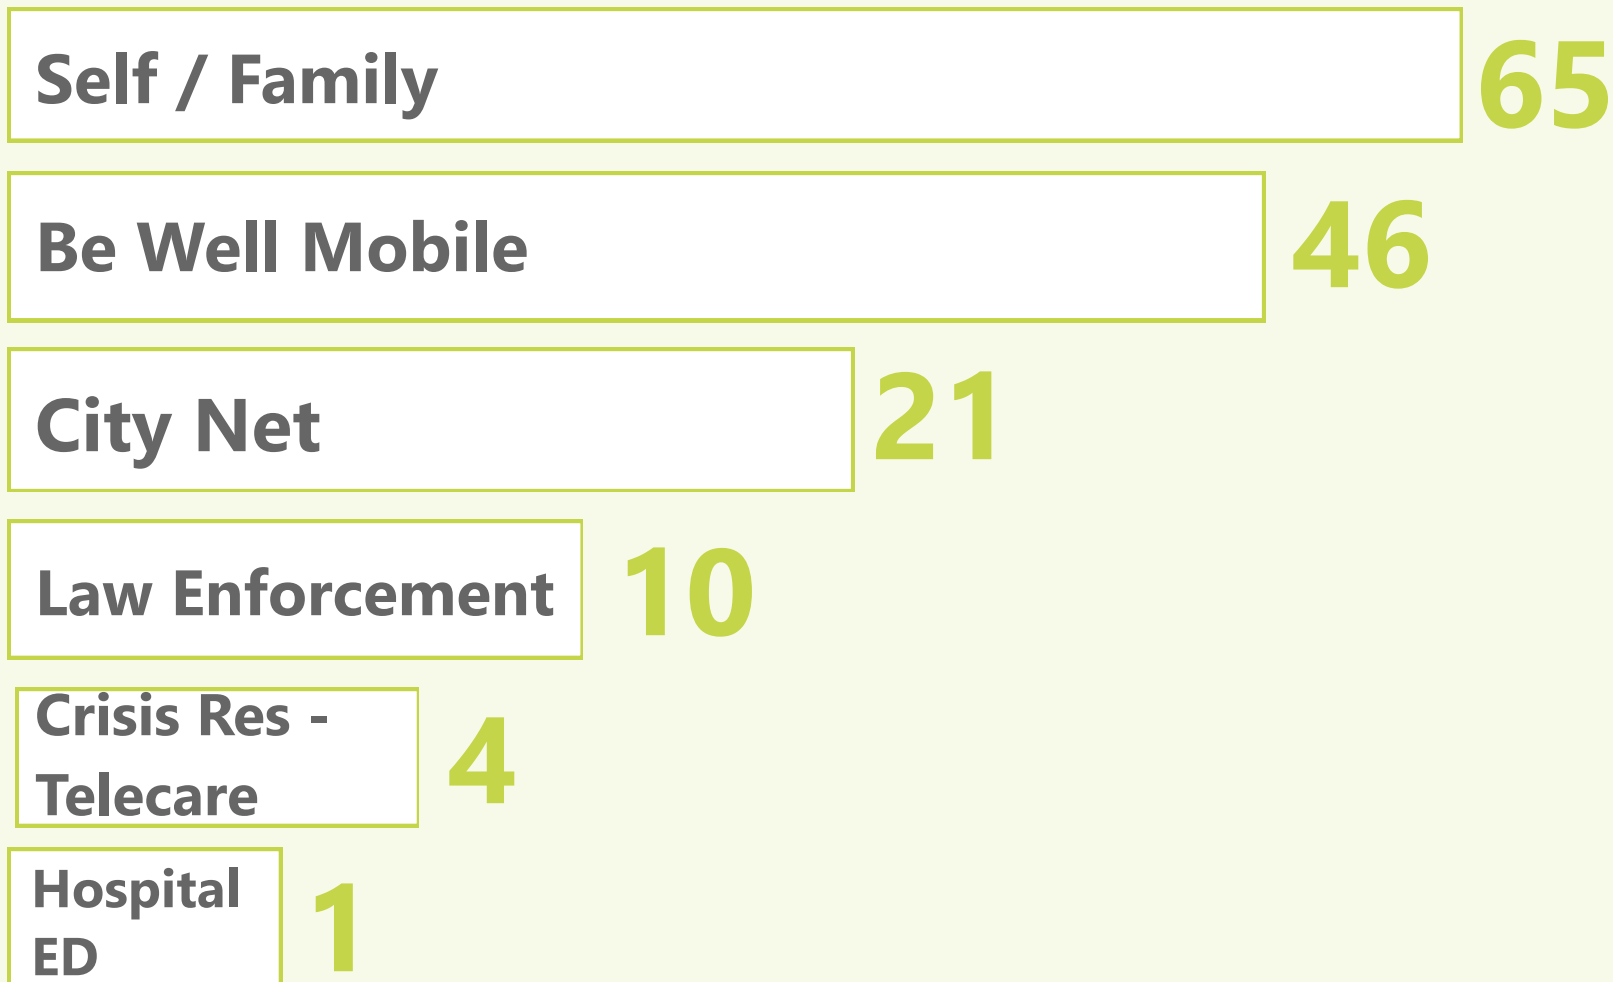 Self / Family 65
Be Well Mobile 46
City Net 21
Law Enforcement 10
Crisis Res -
Telecare 4
Hospital
ED 1